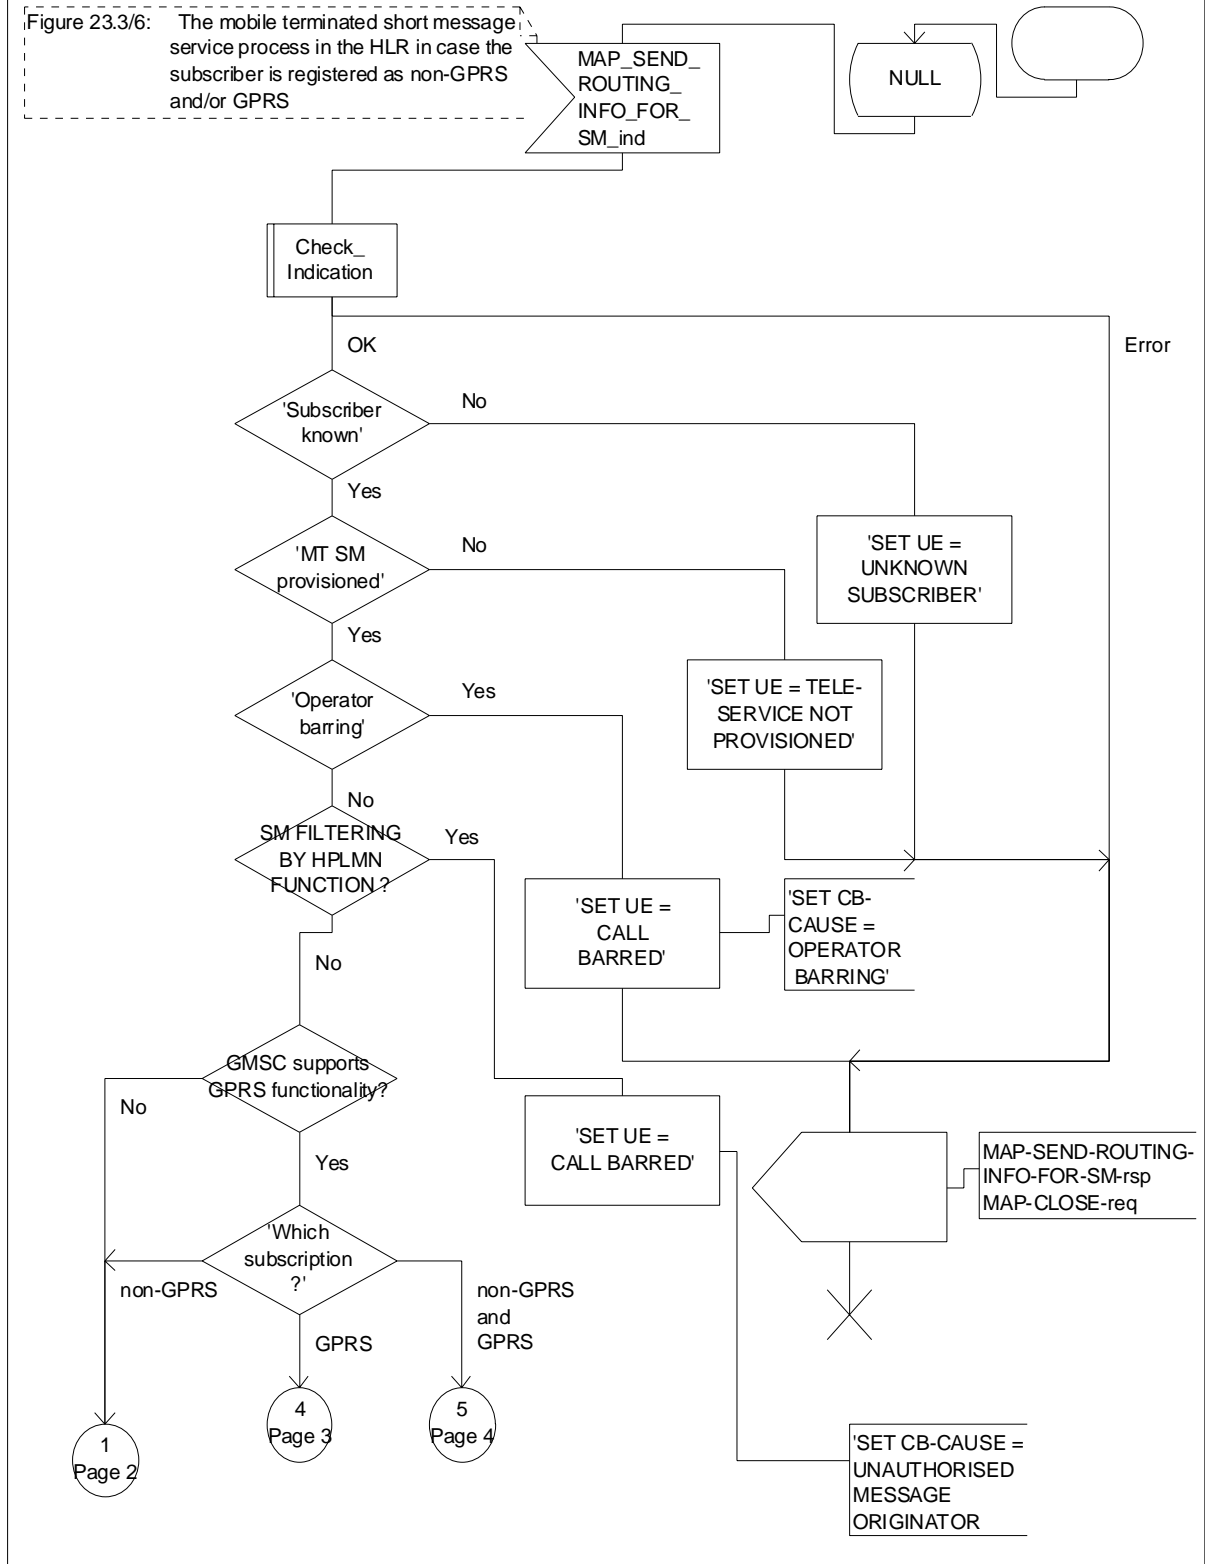 Figure 23.3/6: The mobile terminated short message
service process in the HLR in case the
subscriber is registered as non-GPRS
and/or GPRS
MAP_SEND_
ROUTING_
INFO_FOR_
SM_ind
NULL
Check_
Indication
OK
Error
'Subscriber
known'
No
Yes
'MT SM
provisioned'
No
'SET UE =
UNKNOWN
SUBSCRIBER'
Yes
'Operator
barring'
Yes
'SET UE = TELE-
SERVICE NOT
PROVISIONED'
No
SM FILTERING
BY HPLMN
FUNCTION ?
Yes
'SET UE =
CALL
BARRED'
'SET CB-
CAUSE =
OPERATOR
BARRING'
No
GMSC supports
GPRS functionality?
No
Yes
'SET UE =
CALL BARRED'
MAP-SEND-ROUTING-
INFO-FOR-SM-rsp
MAP-CLOSE-req
'Which
subscription
?'
non-GPRS
GPRS
non-GPRS
and
GPRS
1
Page 2
4
Page 3
5
Page 4
'SET CB-CAUSE =
UNAUTHORISED
MESSAGE
ORIGINATOR